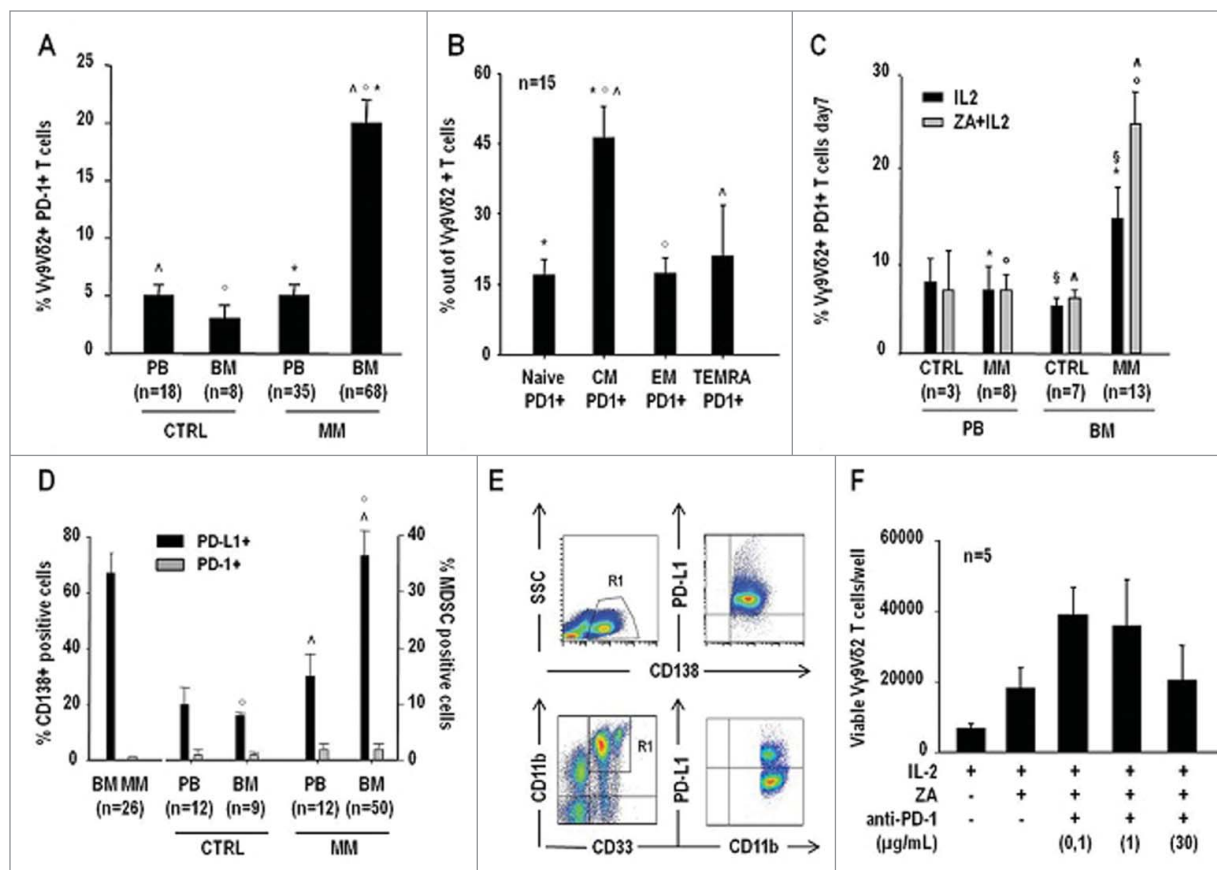 A
% Vγ9Vδ2+ PD-1+ T cells
20
15
10
5
0
^ ◦ *
^
◦
*
PB BM PB BM
(n=18) (n=8) (n=35) (n=68)
CTRL MM
B
% out of Vγ9Vδ2 + T cells
60
45
30
15
0
n=15
* ◦ ^
*
◦
^
Naive CM EM TEMRA
PD1+ PD1+ PD1+ PD1+
C
% Vγ9Vδ2+ PD1+ T cells day7
30
20
10
0
IL2
ZA+IL2
^
o
§
*
* o § ^
CTRL MM CTRL MM
(n=3) (n=8) (n=7) (n=13)
PB BM
D
% CD138+ positive cells
80
60
40
20
0
PD-L1+
PD-1+
◦
^
^
◦
40
30
20
10
0
% MDSC positive cells
BM MM PB BM PB BM
(n=26) (n=12) (n=9) (n=12) (n=50)
CTRL MM
E
SSC
R1
PD-L1
CD138
CD11b
R1
PD-L1
CD33 CD11b
F
Viable Vγ9Vδ2 T cells/well
60000
40000
20000
0
n=5
IL-2 + + + + +
ZA - + + + +
anti-PD-1 - - + + +
(µg/mL) (0,1) (1) (30)